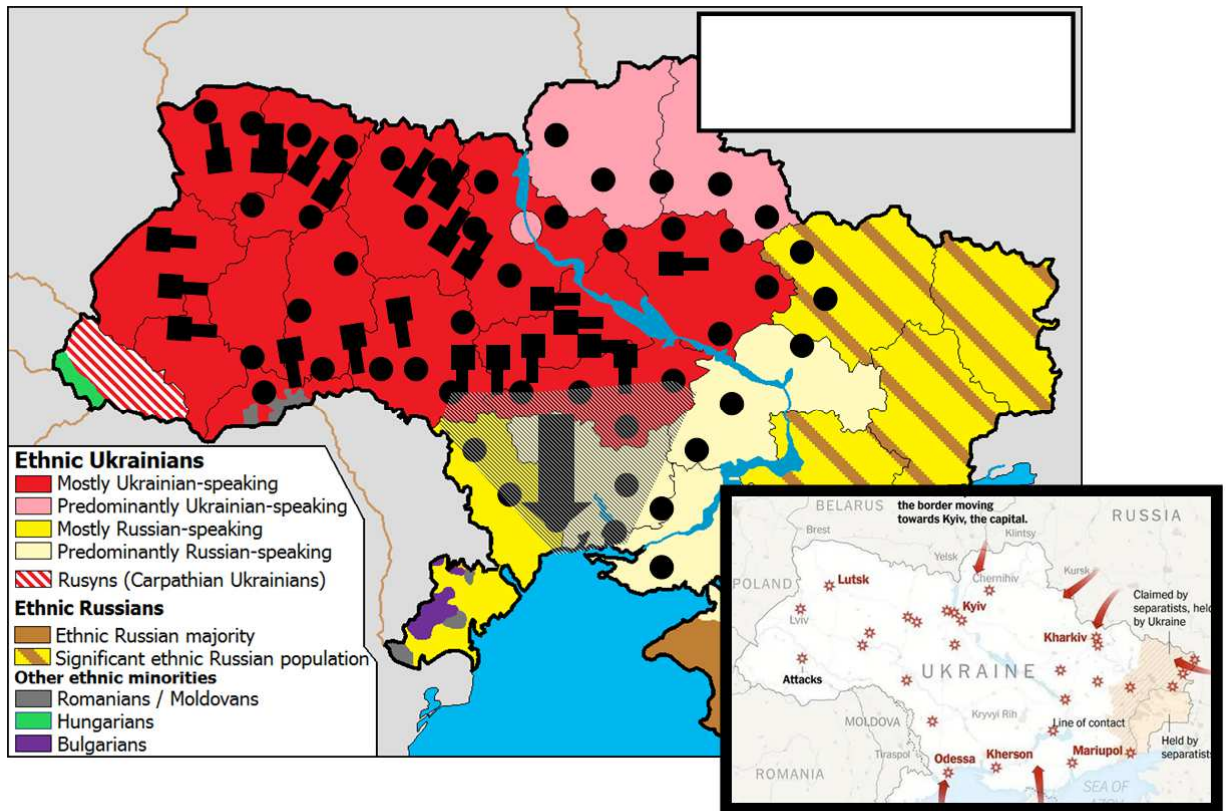 Ethnic Ukrainians
Mostly Ukrainian-speaking
Predominantly Ukrainian-speaking
Mostly Russian-speaking
Predominantly Russian-speaking
Rusyns (Carpathian Ukrainians)
Ethnic Russians
Ethnic Russian majority
Significant ethnic Russian population
Other ethnic minorities
Romanians / Moldovans
Hungarians
Bulgarians
BELARUS
the border moving
towards Kyiv, the capital.
Brest
Yelsk
Klintsy
RUSSIA
POLAND
Lutsk
Chernihiv
Kursk
Claimed by
separatists, held
by Ukraine
Lviv
Kyiv
Kharkiv
UKRAINE
Attacks
MOLDOVA
Kryvyi Rih
Line of contact
Tiraspol
Odessa
Kherson
Mariupol
Held by
separatists
ROMANIA
SEA OF